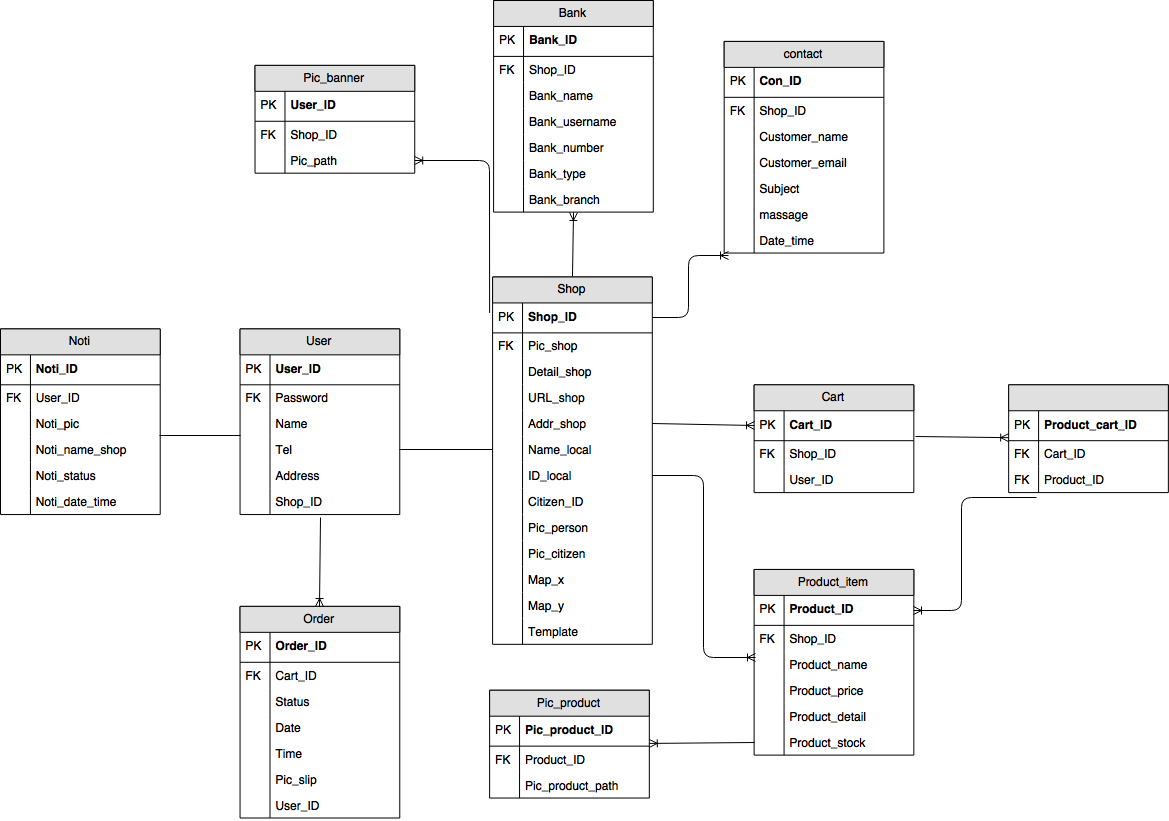 Bank
PK Bank_ID
FK Shop_ID
Bank_name
Bank_username
Bank_number
Bank_type
Bank_branch
contact
PK Con_ID
FK Shop_ID
Customer_name
Customer_email
Subject
massage
Date_time
Pic_banner
PK User_ID
FK Shop_ID
Pic_path
Shop
PK Shop_ID
FK Pic_shop
Detail_shop
URL_shop
Addr_shop
Name_local
ID_local
Citizen_ID
Pic_person
Pic_citizen
Map_x
Map_y
Template
Noti
PK Noti_ID
FK User_ID
Noti_pic
Noti_name_shop
Noti_status
Noti_date_time
User
PK User_ID
FK Password
Name
Tel
Address
Shop_ID
Cart
PK Cart_ID
FK Shop_ID
User_ID
PK Product_cart_ID
FK Cart_ID
FK Product_ID
Product_item
PK Product_ID
FK Shop_ID
Product_name
Product_price
Product_detail
Product_stock
Order
PK Order_ID
FK Cart_ID
Status
Date
Time
Pic_slip
User_ID
Pic_product
PK Pic_product_ID
FK Product_ID
Pic_product_path